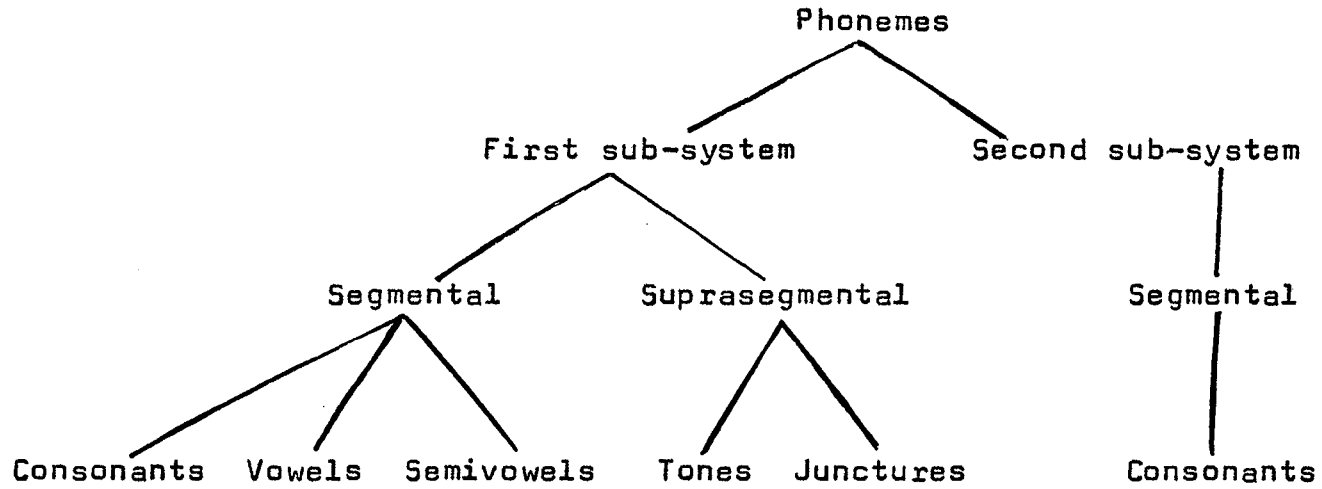 Phonemes
First sub-system Second sub-system
Segmental Suprasegmental Segmental
Consonants Vowels Semivowels Tones Junctures Consonants